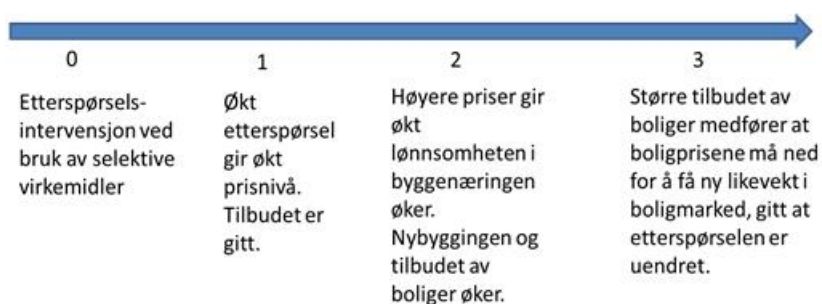 0
1
2
3
Etterspørsels-
intervensjon ved
bruk av selektive
virkemidler
Økt
etterspørsel
gir økt
prisnivå.
Tilbudet er
gitt.
Høyere priser gir
økt
lønnsomheten i
byggenæringen
øker.
Nybyggingen og
tilbudet av
boliger øker.
Større tilbudet av
boliger medfører at
boligprisene må ned
for å få ny likevekt i
boligmarked, gitt at
etterspørselen er
uendret.